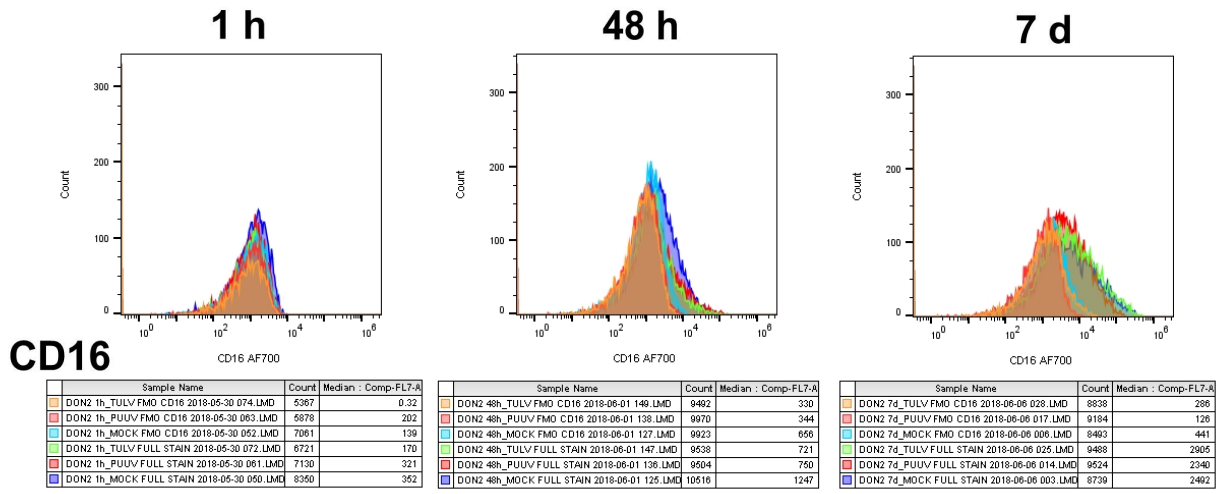 1 h
48 h
7 d
300
200
100
0
Count
10^0 10^2 10^4 10^6
CD16 AF700
300
200
100
0
Count
10^0 10^2 10^4 10^6
CD16 AF700
300
200
100
0
Count
10^0 10^2 10^4 10^6
CD16 AF700
CD16
Sample Name Count Median : Comp-FL7-A
DON2 1h_TULV FMO CD16 2018-05-30 074.LMD 5367 0.32
DON2 1h_PUUV FMO CD16 2018-05-30 063.LMD 5878 202
DON2 1h_MOCK FMO CD16 2018-05-30 052.LMD 7061 139
DON2 1h_TULV FULL STAIN 2018-05-30 072.LMD 6721 170
DON2 1h_PUUV FULL STAIN 2018-05-30 061.LMD 7130 321
DON2 1h_MOCK FULL STAIN 2018-05-30 050.LMD 8350 352
Sample Name Count Median : Comp-FL7-A
DON2 48h_TULV FMO CD16 2018-06-01 149.LMD 9492 330
DON2 48h_PUUV FMO CD16 2018-06-01 138.LMD 9970 344
DON2 48h_MOCK FMO CD16 2018-06-01 127.LMD 9923 656
DON2 48h_TULV FULL STAIN 2018-06-01 147.LMD 9538 721
DON2 48h_PUUV FULL STAIN 2018-06-01 136.LMD 9504 750
DON2 48h_MOCK FULL STAIN 2018-06-01 125.LMD 10516 1247
Sample Name Count Median : Comp-FL7-A
DON2 7d_TULV FMO CD16 2018-06-06 028.LMD 8838 286
DON2 7d_PUUV FMO CD16 2018-06-06 017.LMD 9184 126
DON2 7d_MOCK FMO CD16 2018-06-06 006.LMD 8493 441
DON2 7d_TULV FULL STAIN 2018-06-06 025.LMD 9488 2905
DON2 7d_PUUV FULL STAIN 2018-06-06 014.LMD 9524 2340
DON2 7d_MOCK FULL STAIN 2018-06-06 003.LMD 8739 2492